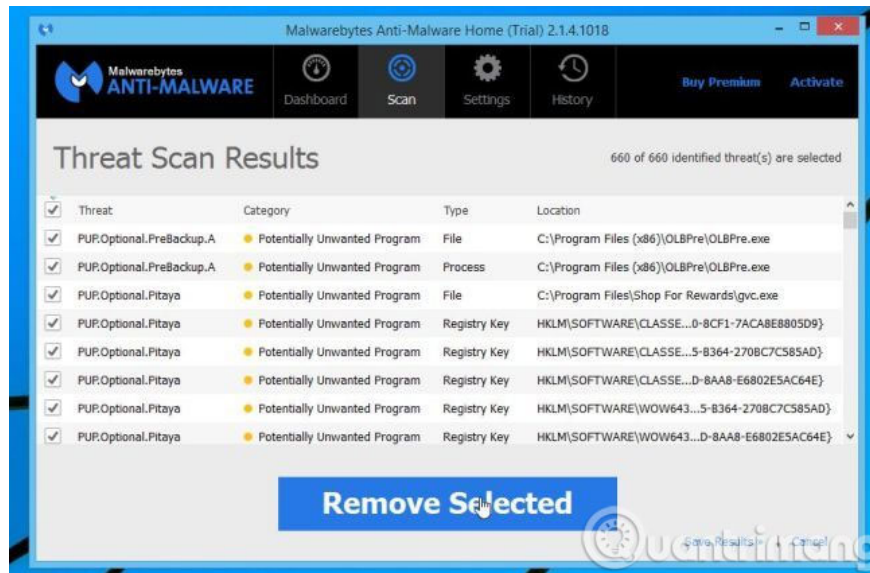 Malwarebytes Anti-Malware Home (Trial) 2.1.4.1018
Malwarebytes
ANTI-MALWARE
Dashboard Scan Settings History Buy Premium Activate
Threat Scan Results 660 of 660 identified threat(s) are selected
Threat Category Type Location
PUP.Optional.PreBackup.A Potentially Unwanted Program File C:\Program Files (x86)\OLBPre\OLBPre.exe
PUP.Optional.PreBackup.A Potentially Unwanted Program Process C:\Program Files (x86)\OLBPre\OLBPre.exe
PUP.Optional.Pitaya Potentially Unwanted Program File C:\Program Files\Shop For Rewards\gvc.exe
PUP.Optional.Pitaya Potentially Unwanted Program Registry Key HKLM\SOFTWARE\CLASSE...0-8CF1-7ACA8E8805D9}
PUP.Optional.Pitaya Potentially Unwanted Program Registry Key HKLM\SOFTWARE\CLASSE...5-B364-270BC7C585AD}
PUP.Optional.Pitaya Potentially Unwanted Program Registry Key HKLM\SOFTWARE\CLASSE...D-8AA8-E6802E5AC64E}
PUP.Optional.Pitaya Potentially Unwanted Program Registry Key HKLM\SOFTWARE\WOW643...5-B364-270BC7C585AD}
PUP.Optional.Pitaya Potentially Unwanted Program Registry Key HKLM\SOFTWARE\WOW643...D-8AA8-E6802E5AC64E}
Remove Selected
Save Results Cancel
Quantrimang